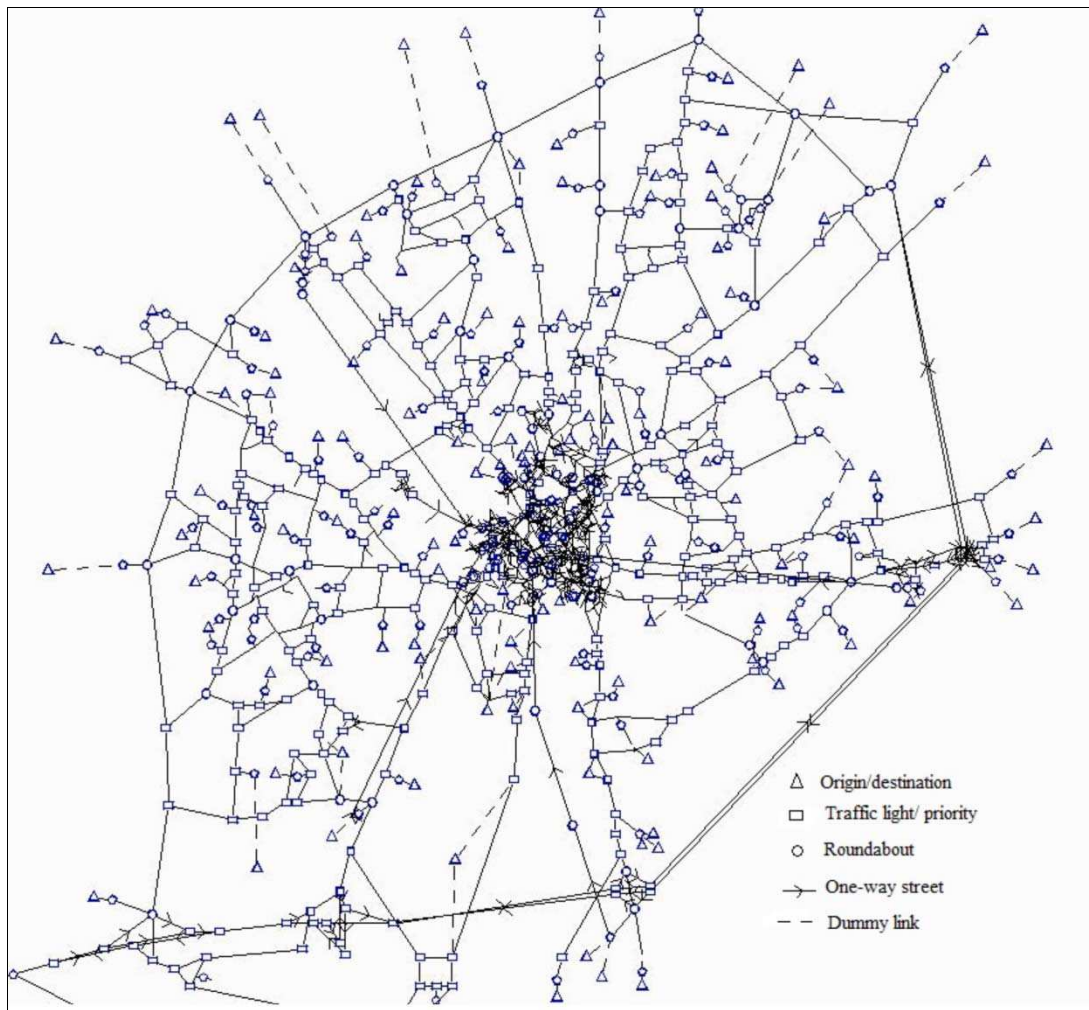 Origin/destination
Traffic light/ priority
Roundabout
One-way street
Dummy link